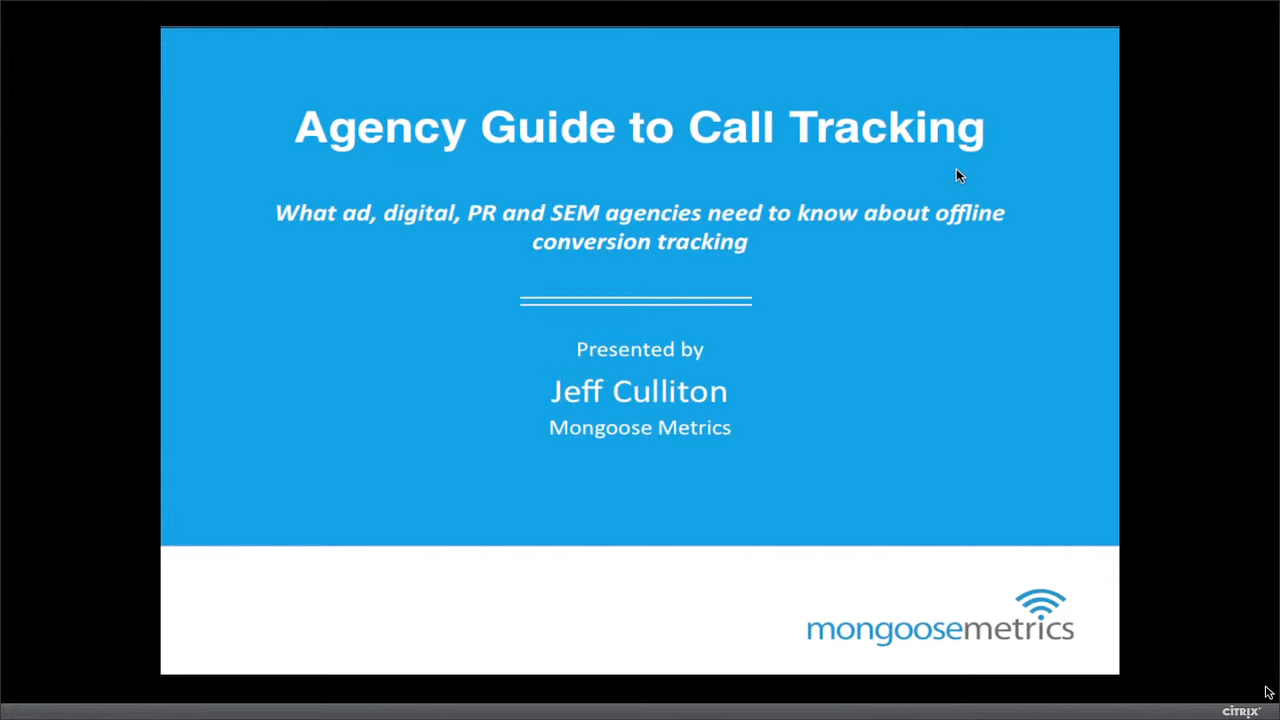 Agency Guide to Call Tracking
What ad, digital, PR and SEM agencies need to know about offline
conversion tracking
Presented by
Jeff Culliton
Mongoose Metrics
mongoosemetrics
CITRIX